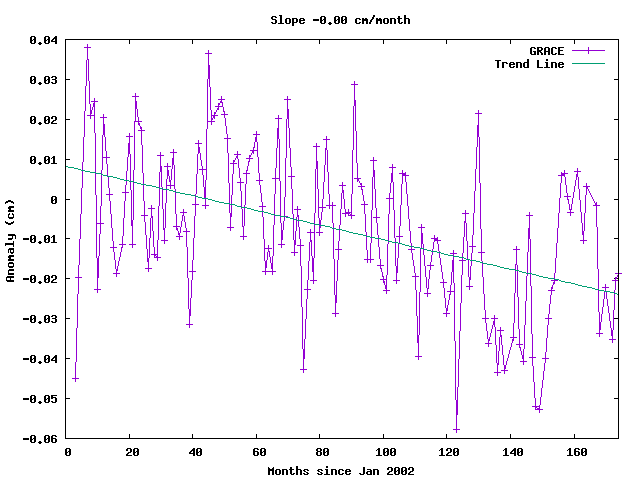 Slope -0.00 cm/month
GRACE
Trend Line
0.04
0.03
0.02
0.01
0
-0.01
-0.02
-0.03
-0.04
-0.05
-0.06
Anomaly (cm)
0 20 40 60 80 100 120 140 160
Months since Jan 2002